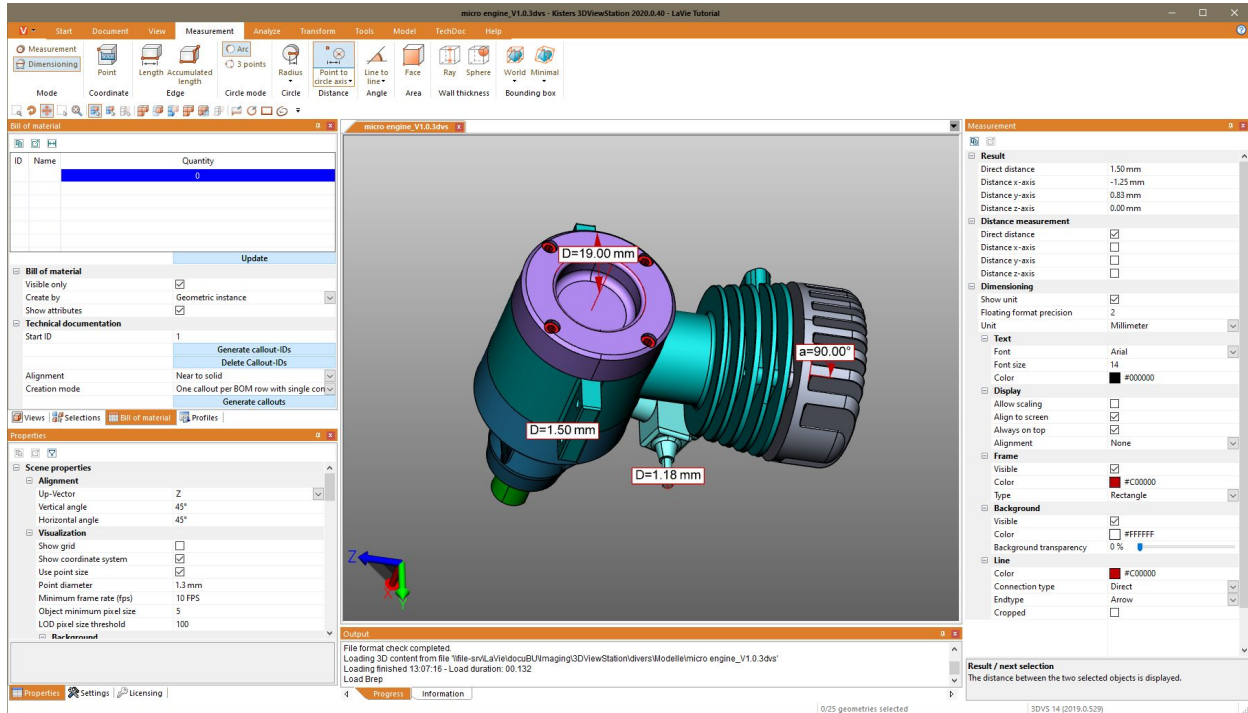 micro engine_V1.0.3dvs - Kisters 3DViewStation 2020.0.40 - LaVie Tutorial
V Start Document View Measurement Analyze Transform Tools Model TechDoc Help
Measurement
Dimensioning
Mode
Point
Coordinate
Length Accumulated length
Edge
Arc
3 points
Circle mode
Radius
Circle
Point to circle axis
Distance
Line to line
Angle
Face
Area
Ray Sphere
Wall thickness
World Minimal
Bounding box
Bill of material
ID Name Quantity
0
Update
Bill of material
Visible only
Create by Geometric instance
Show attributes
Technical documentation
Start ID 1
Generate callout-IDs
Delete Callout-IDs
Alignment Near to solid
Creation mode One callout per BOM row with single con
Generate callouts
Views Selections Bill of material Profiles
Properties
Scene properties
Alignment
Up-Vector Z
Vertical angle 45°
Horizontal angle 45°
Visualization
Show grid
Show coordinate system
Use point size
Point diameter 1.3 mm
Minimum frame rate (fps) 10 FPS
Object minimum pixel size 5
LOD pixel size threshold 100
Background
Properties Settings Licensing
micro engine_V1.0.3dvs
D=19.00 mm
a=90.00°
D=1.50 mm
D=1.18 mm
Z
X
Y
Output
File format check completed.
Loading 3D content from file '\\file-srv\LaVie\docuBU\Imaging\3DViewStation\divers\Modelle\micro engine_V1.0.3dvs'
Loading finished 13:07:16 - Load duration: 00.132
Load Brep
Progress Information
Measurement
Result
Direct distance 1.50 mm
Distance x-axis -1.25 mm
Distance y-axis 0.83 mm
Distance z-axis 0.00 mm
Distance measurement
Direct distance
Distance x-axis
Distance y-axis
Distance z-axis
Dimensioning
Show unit
Floating format precision 2
Unit Millimeter
Text
Font Arial
Font size 14
Color #000000
Display
Allow scaling
Align to screen
Always on top
Alignment None
Frame
Visible
Color #C00000
Type Rectangle
Background
Visible
Color #FFFFFF
Background transparency 0 %
Line
Color #C00000
Connection type Direct
Endtype Arrow
Cropped
Result / next selection
The distance between the two selected objects is displayed.
0/25 geometries selected 3DVS 14 (2019.0.529)